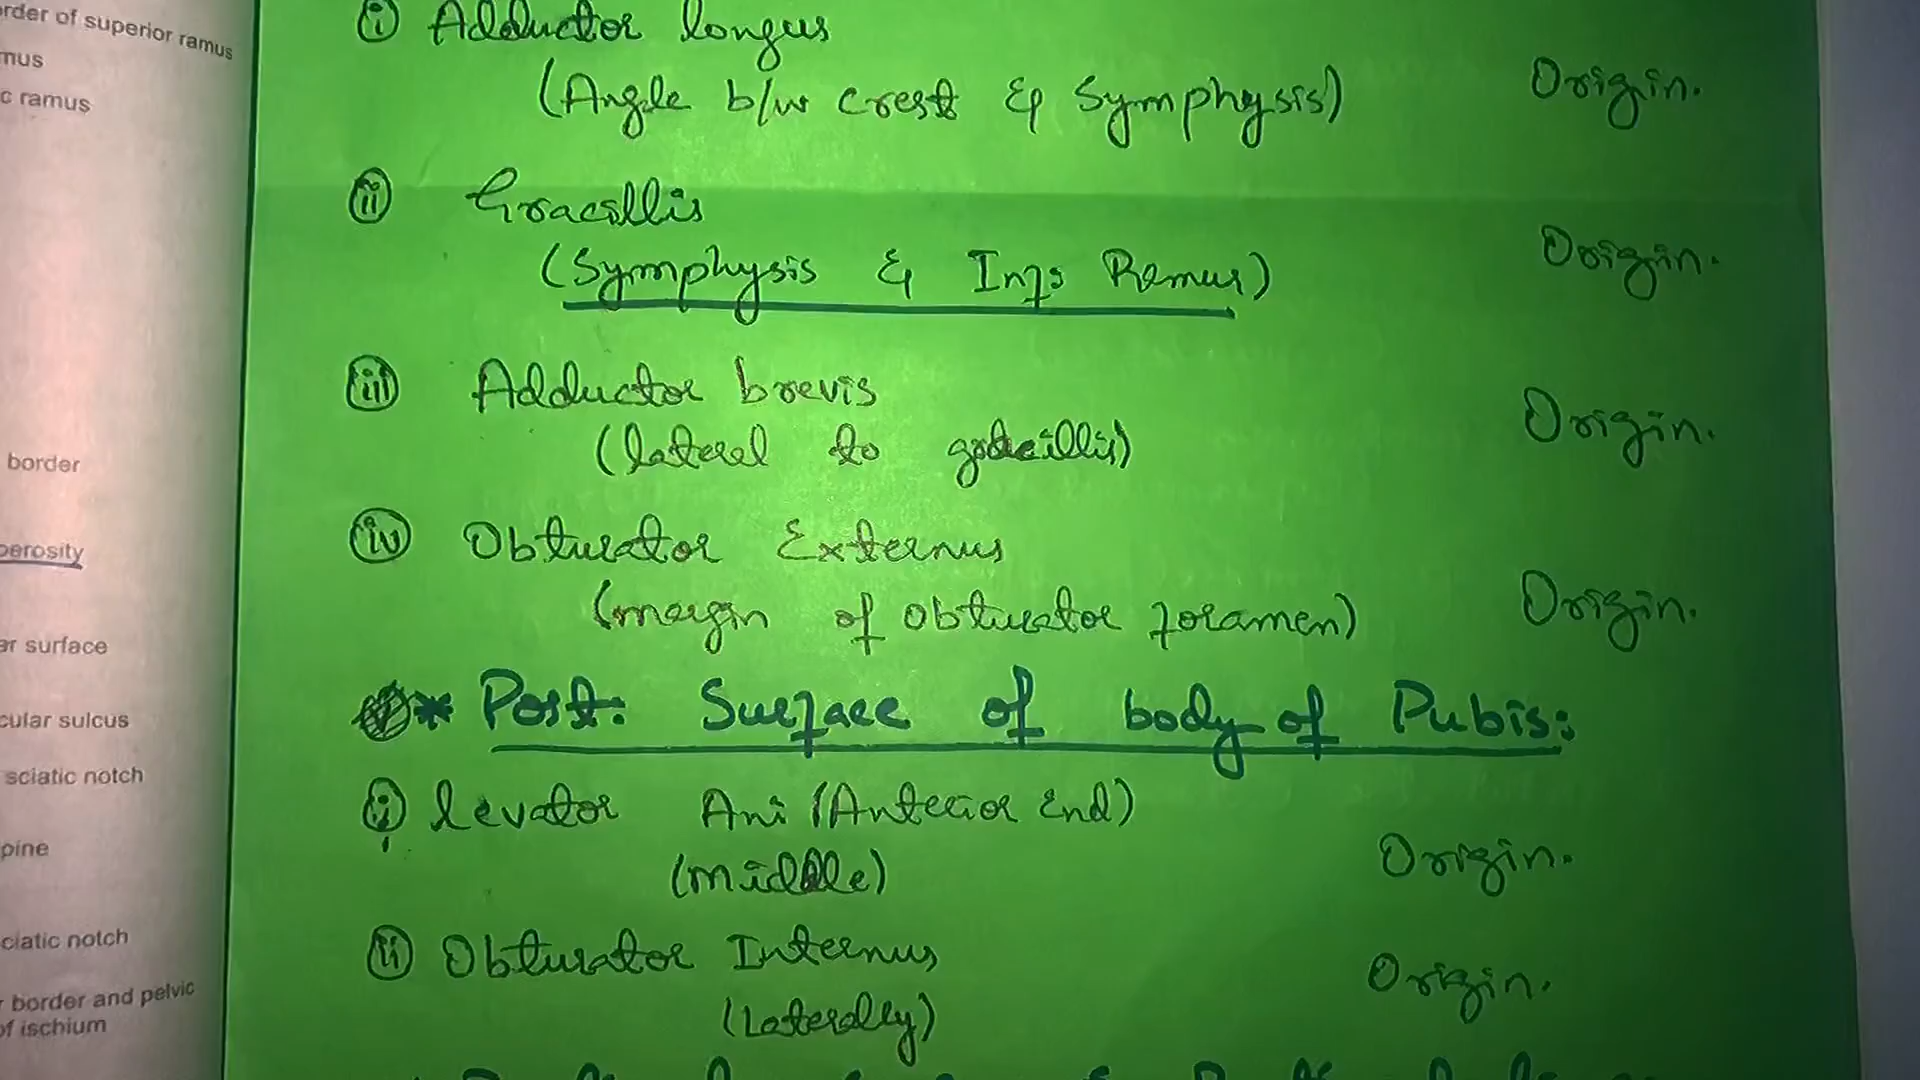 rder of superior ramus
mus
c ramus
border
perosity
ar surface
cular sulcus
sciatic notch
pine
ciatic notch
r border and pelvic
of ischium
i Adductor longus
(Angle b/w crest & Symphysis) Origin.
ii Gracillis
(Symphysis & Inf: Ramus) Origin.
iii Adductor brevis
(lateral to gracillis) Origin.
iv Obturator Externus
(margin of obturator foramen) Origin.
* Post: Surface of body of Pubis:
i levator Ani (Anterior End)
(middle) Origin.
ii Obturator Internus
(Laterally) Origin.